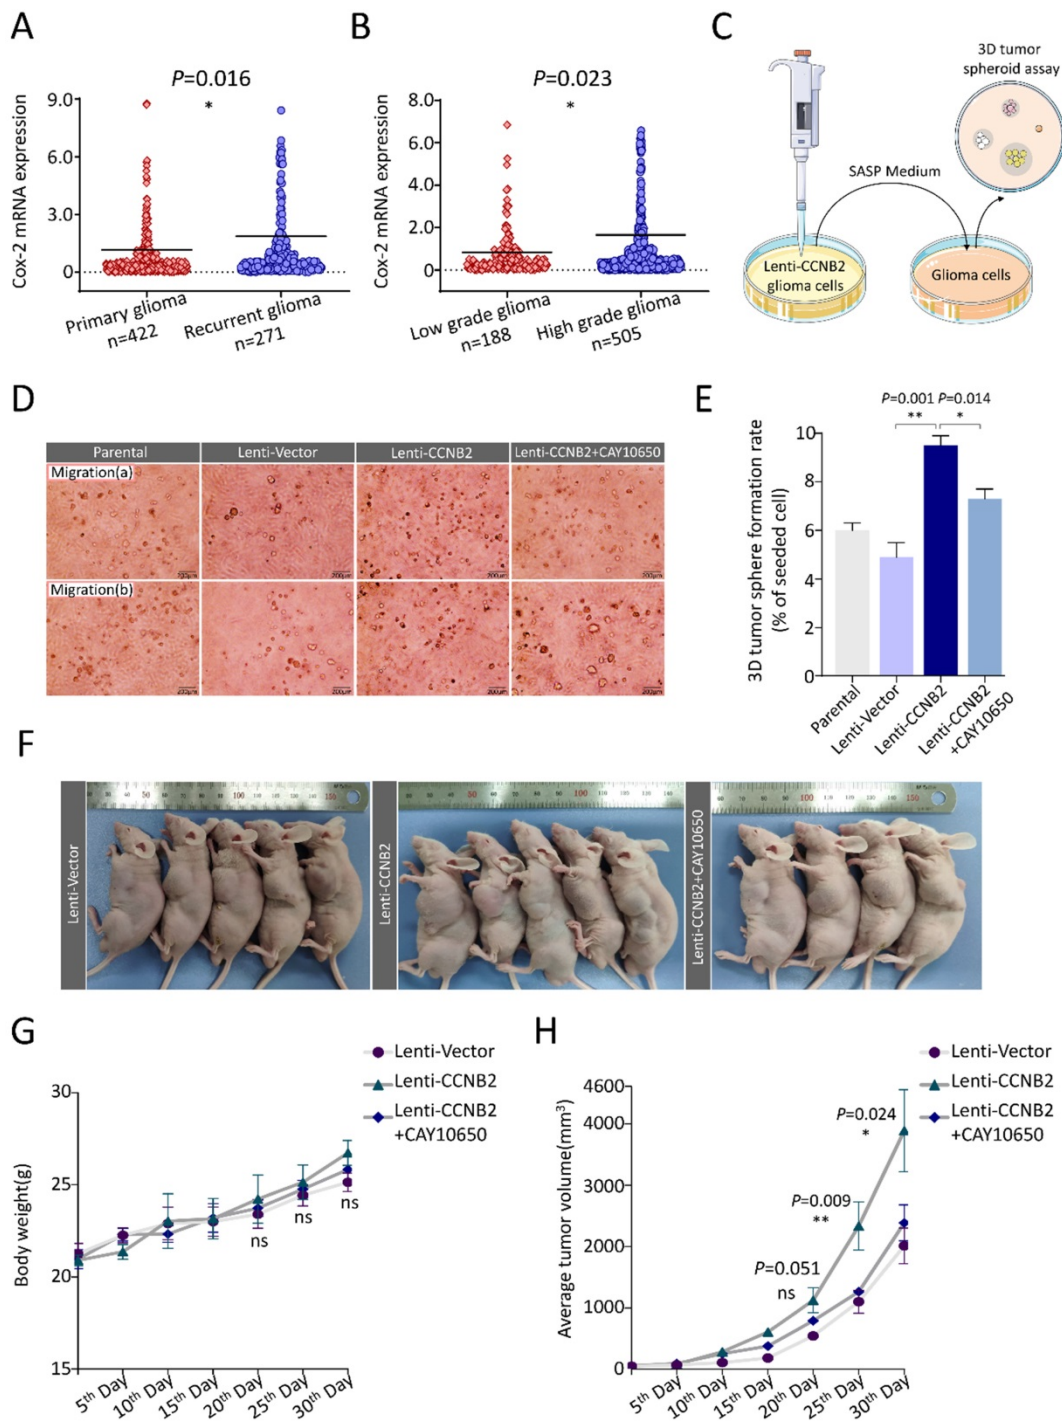 A
P=0.016
*
Cox-2 mRNA expression
9.0
6.0
3.0
0
Primary glioma
n=422
Recurrent glioma
n=271
B
P=0.023
*
Cox-2 mRNA expression
8.0
6.0
4.0
2.0
0
Low grade glioma
n=188
High grade glioma
n=505
C
3D tumor
spheroid assay
SASP Medium
Lenti-CCNB2
glioma cells
Glioma cells
D
Parental
Lenti-Vector
Lenti-CCNB2
Lenti-CCNB2+CAY10650
Migration(a)
200μm
200μm
200μm
200μm
Migration(b)
200μm
200μm
200μm
200μm
E
P=0.001 P=0.014
** *
3D tumor sphere formation rate
(% of seeded cell)
10
8
6
4
2
0
Parental
Lenti-Vector
Lenti-CCNB2
Lenti-CCNB2
+CAY10650
F
Lenti-Vector
Lenti-CCNB2
Lenti-CCNB2+CAY10650
G
Lenti-Vector
Lenti-CCNB2
Lenti-CCNB2
+CAY10650
Body weight(g)
30
25
20
15
ns
ns
ns
5th Day
10th Day
15th Day
20th Day
25th Day
30th Day
H
Lenti-Vector
Lenti-CCNB2
Lenti-CCNB2
+CAY10650
Average tumor volume(mm³)
4600
4000
3000
2000
1000
0
P=0.051
ns
P=0.009
**
P=0.024
*
5th Day
10th Day
15th Day
20th Day
25th Day
30th Day